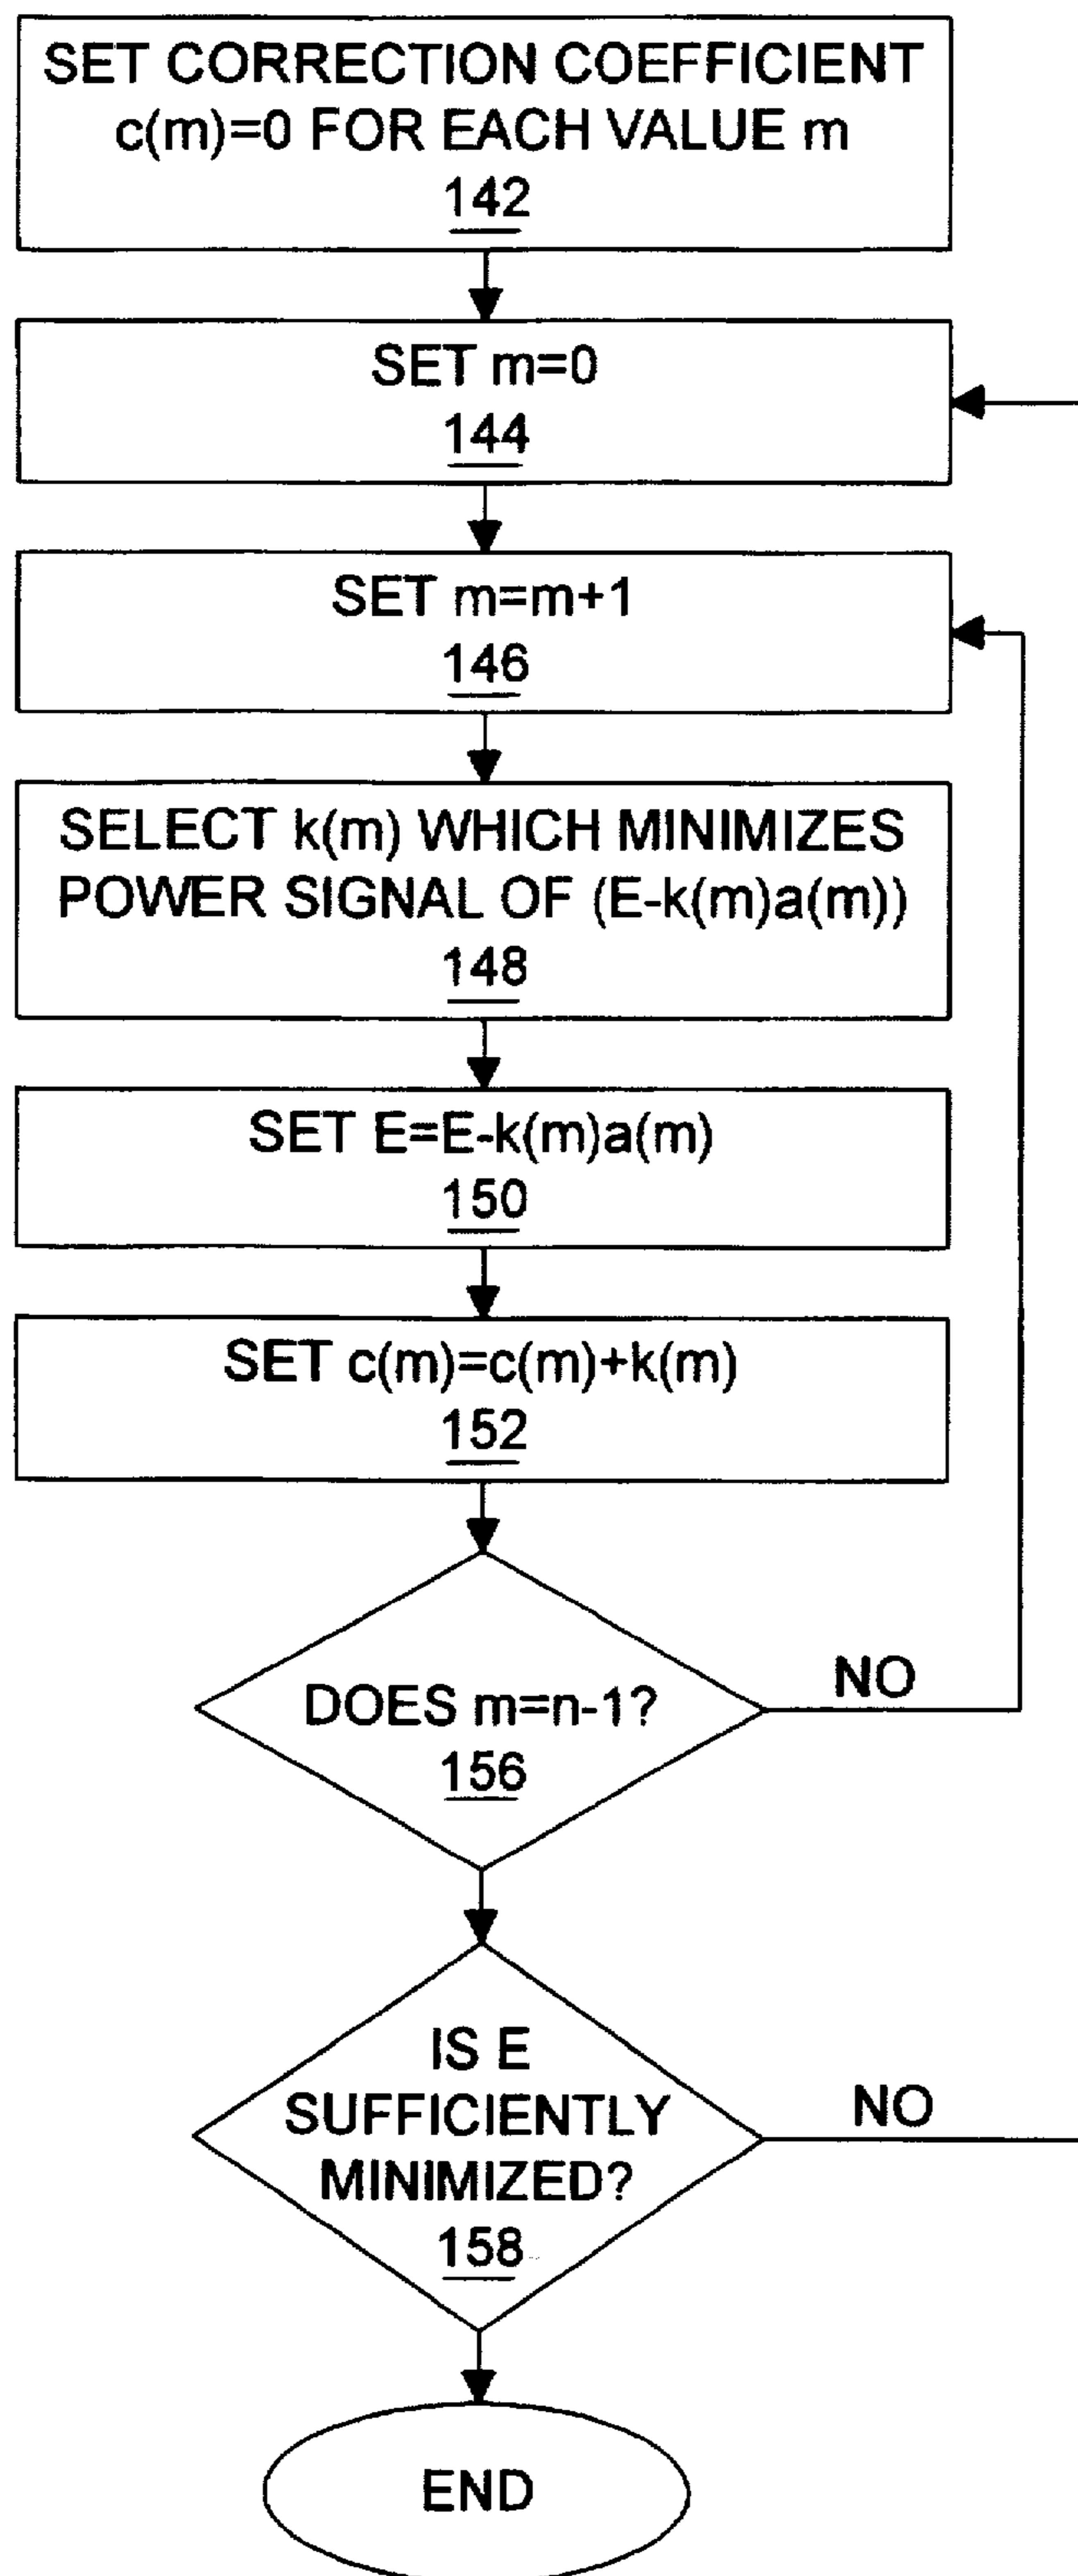 SET CORRECTION COEFFICIENT
c(m)=0 FOR EACH VALUE m
142
SET m=0
144
SET m=m+1
146
SELECT k(m) WHICH MINIMIZES
POWER SIGNAL OF (E-k(m)a(m))
148
SET E=E-k(m)a(m)
150
SET c(m)=c(m)+k(m)
152
DOES m=n-1?
156
NO
IS E
SUFFICIENTLY
MINIMIZED?
158
NO
END